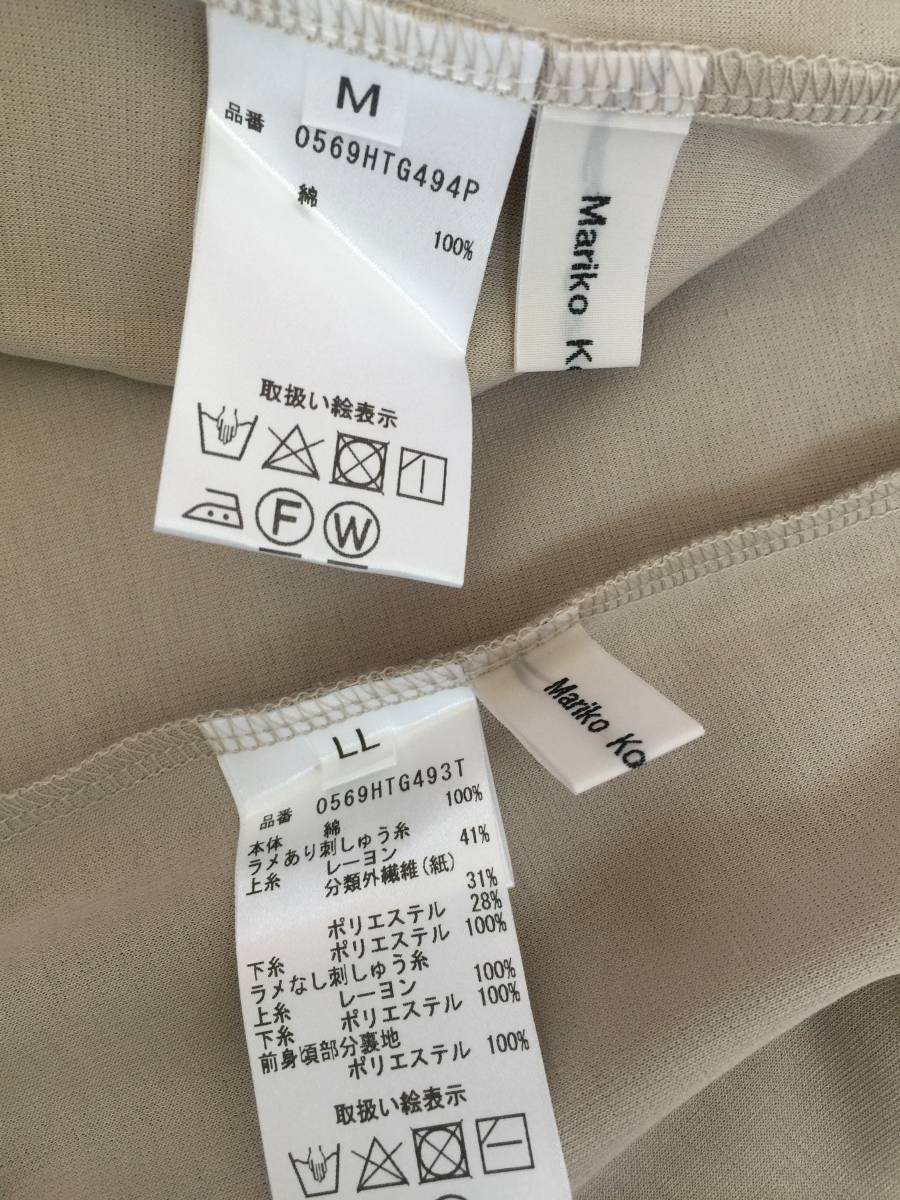 M
品番 0569HTG494P
綿
100%
取扱い絵表示
F W
Mariko
LL
品番 0569HTG493T
本体 綿 100%
ラメあり刺しゅう糸
上糸 レーヨン 41%
分類外繊維(紙)
31%
ポリエステル 28%
下糸 ポリエステル 100%
ラメなし刺しゅう糸
上糸 レーヨン 100%
下糸 ポリエステル 100%
前身頃部分裏地
ポリエステル 100%
取扱い絵表示
Mariko Ko